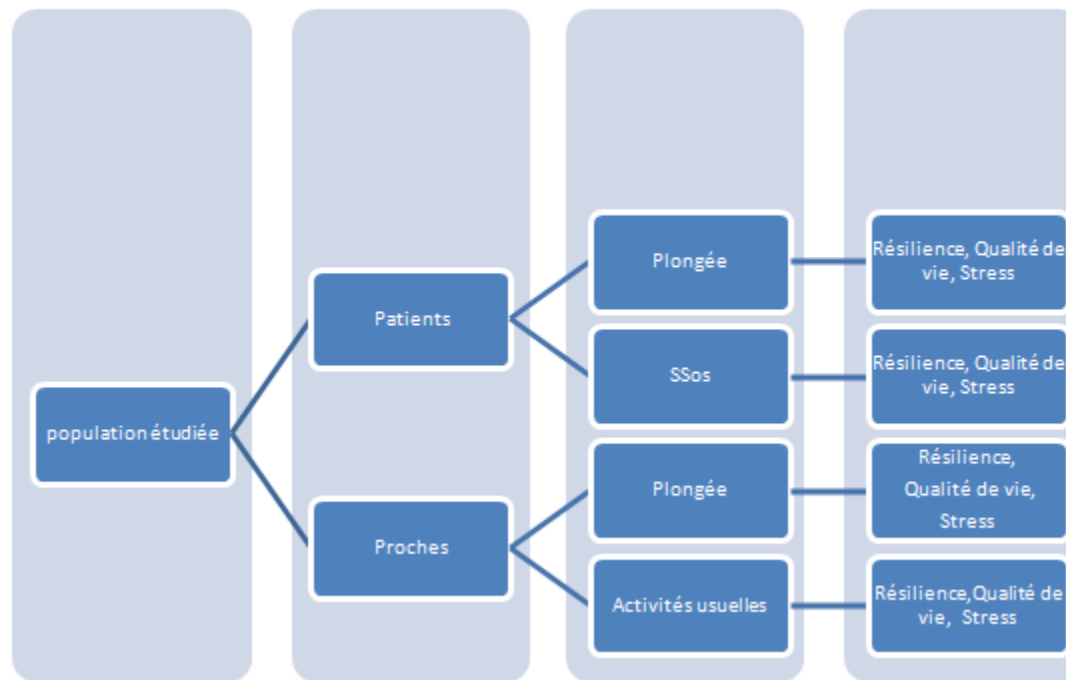 population étudiée
Patients
Proches
Plongée
SSos
Plongée
Activités usuelles
Résilience, Qualité de
vie, Stress
Résilience, Qualité de
vie, Stress
Résilience,
Qualité de vie,
Stress
Résilience,Qualité de
vie, Stress